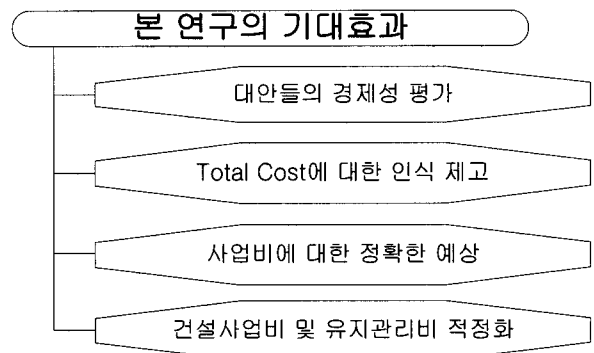 본 연구의 기대효과
대안들의 경제성 평가
Total Cost에 대한 인식 제고
사업비에 대한 정확한 예상
건설사업비 및 유지관리비 적정화